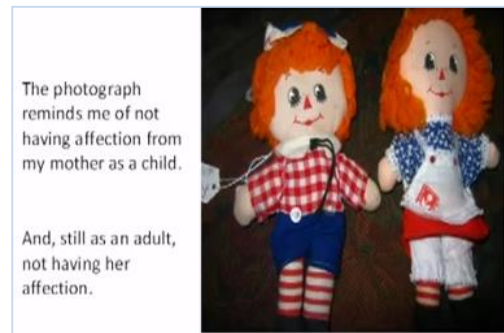 The photograph
reminds me of not
having affection from
my mother as a child.
And, still as an adult,
not having her
affection.